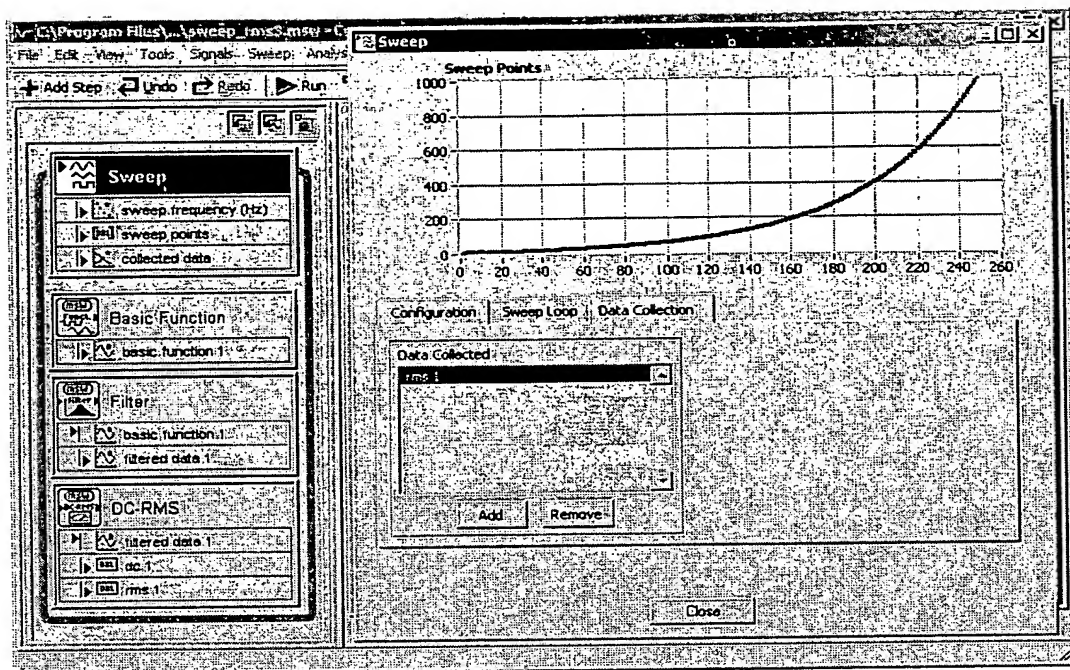 C:\Program Files\...\sweep_rms3.msw
File Edit View Tools Signals Sweep
Add Step Undo Redo Run
Sweep
sweep frequency (Hz)
sweep points
collected data
Basic Function
basic function 1
Filter
basic function 1
filtered data 1
DC-RMS
filtered data 1
dc 1
rms 1
Sweep
Sweep Points
1000
800
600
400
200
0
0 20 40 60 80 100 120 140 160 180 200 220 240 260
Configuration Sweep Loop Data Collection
Data Collected
rms 1
Add Remove
Close